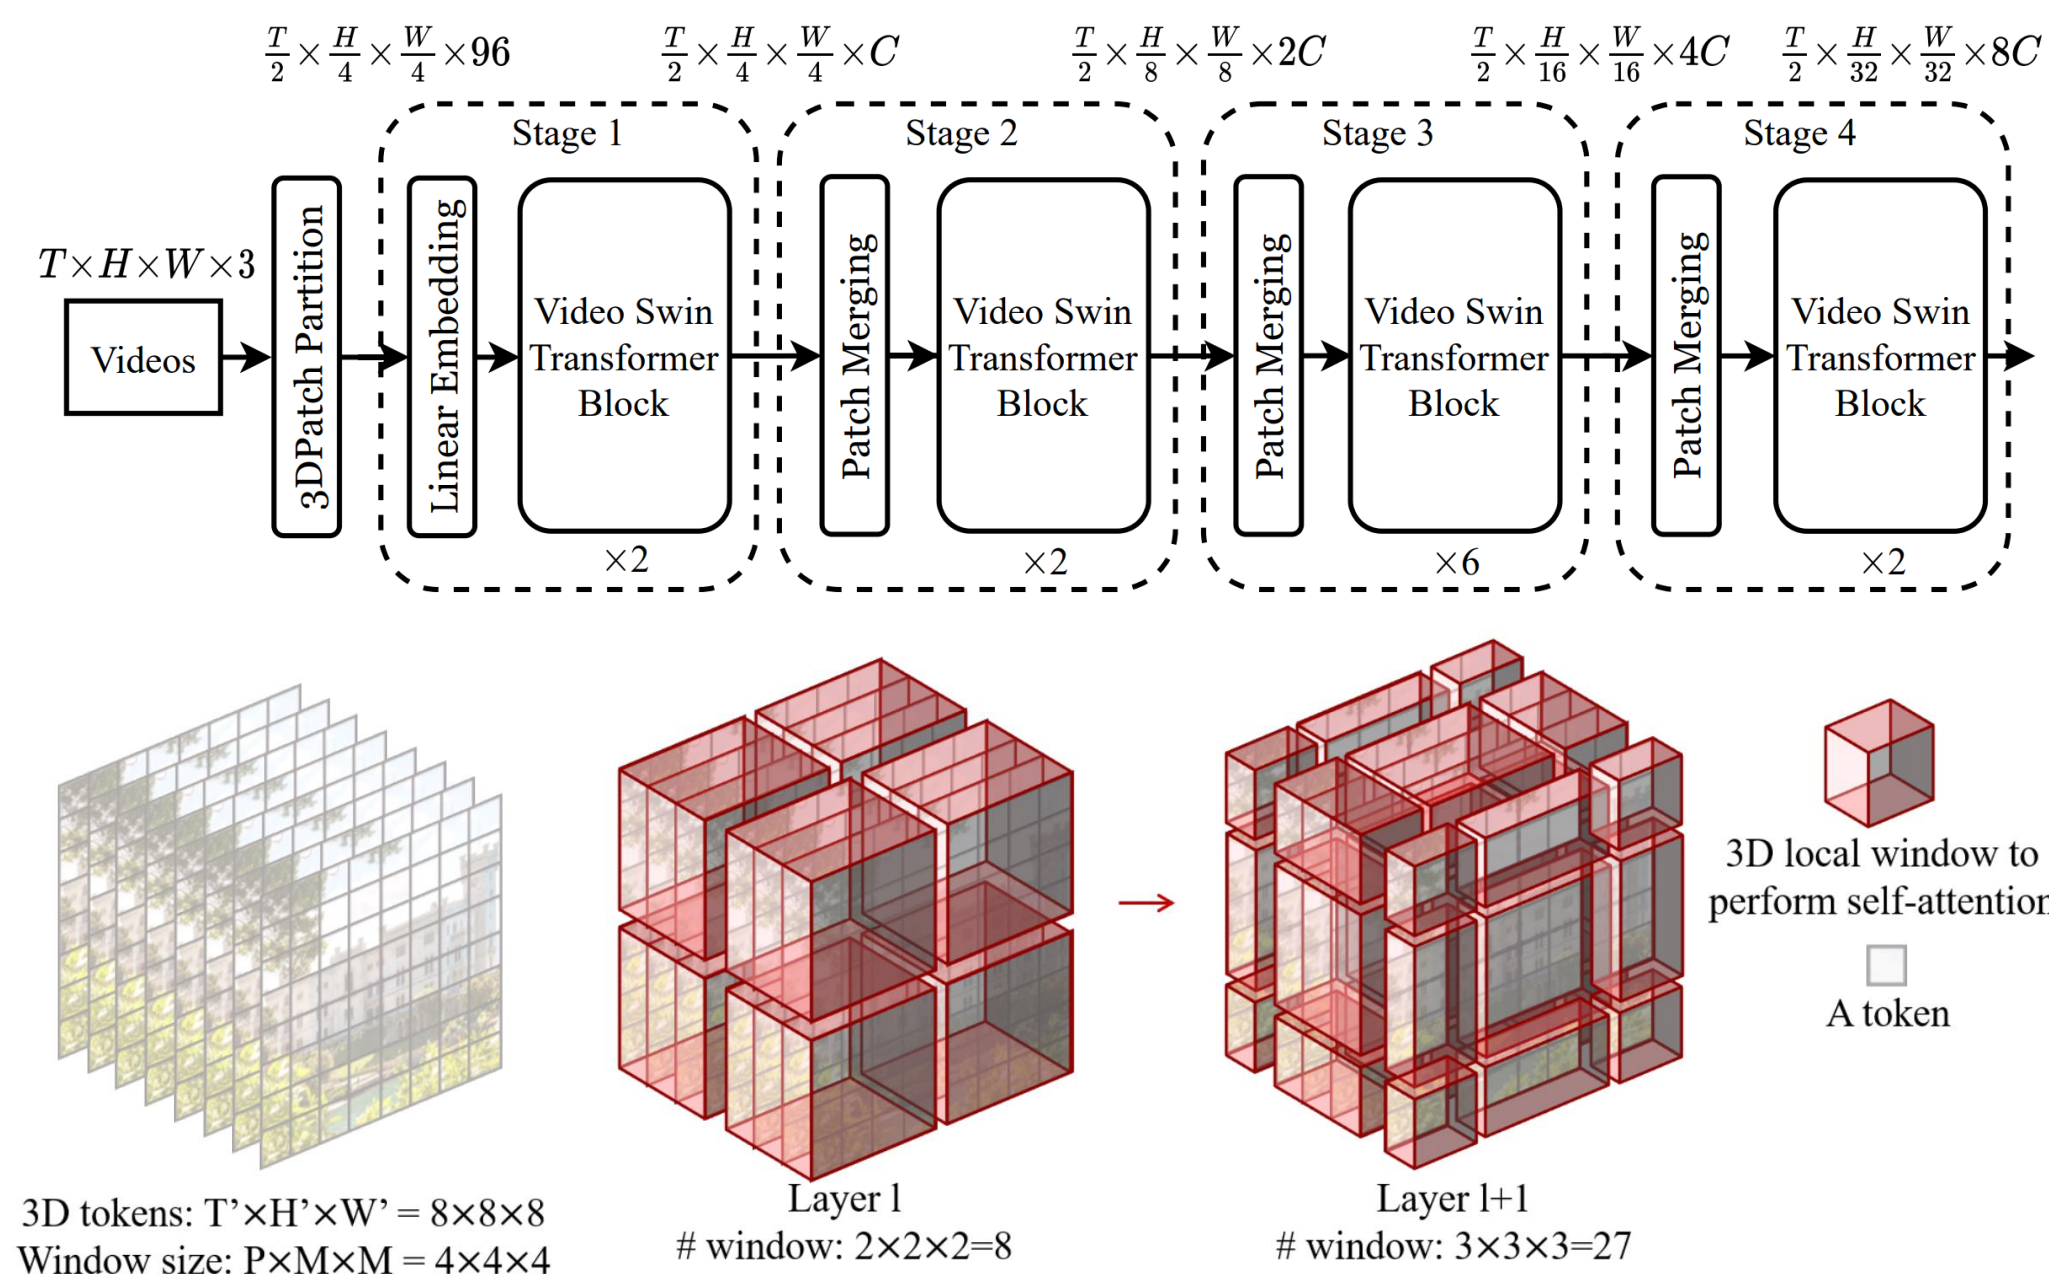 T/2 × H/4 × W/4 ×96
T/2 × H/4 × W/4 ×C
T/2 × H/8 × W/8 ×2C
T/2 × H/16 × W/16 ×4C
T/2 × H/32 × W/32 ×8C
Stage 1
Stage 2
Stage 3
Stage 4
T×H×W×3
Videos
3DPatch Partition
Linear Embedding
Video Swin
Transformer
Block
×2
Patch Merging
Video Swin
Transformer
Block
×2
Patch Merging
Video Swin
Transformer
Block
×6
Patch Merging
Video Swin
Transformer
Block
×2
3D local window to
perform self-attention
A token
3D tokens: T’×H’×W’ = 8×8×8
Window size: P×M×M = 4×4×4
Layer l
# window: 2×2×2=8
Layer l+1
# window: 3×3×3=27